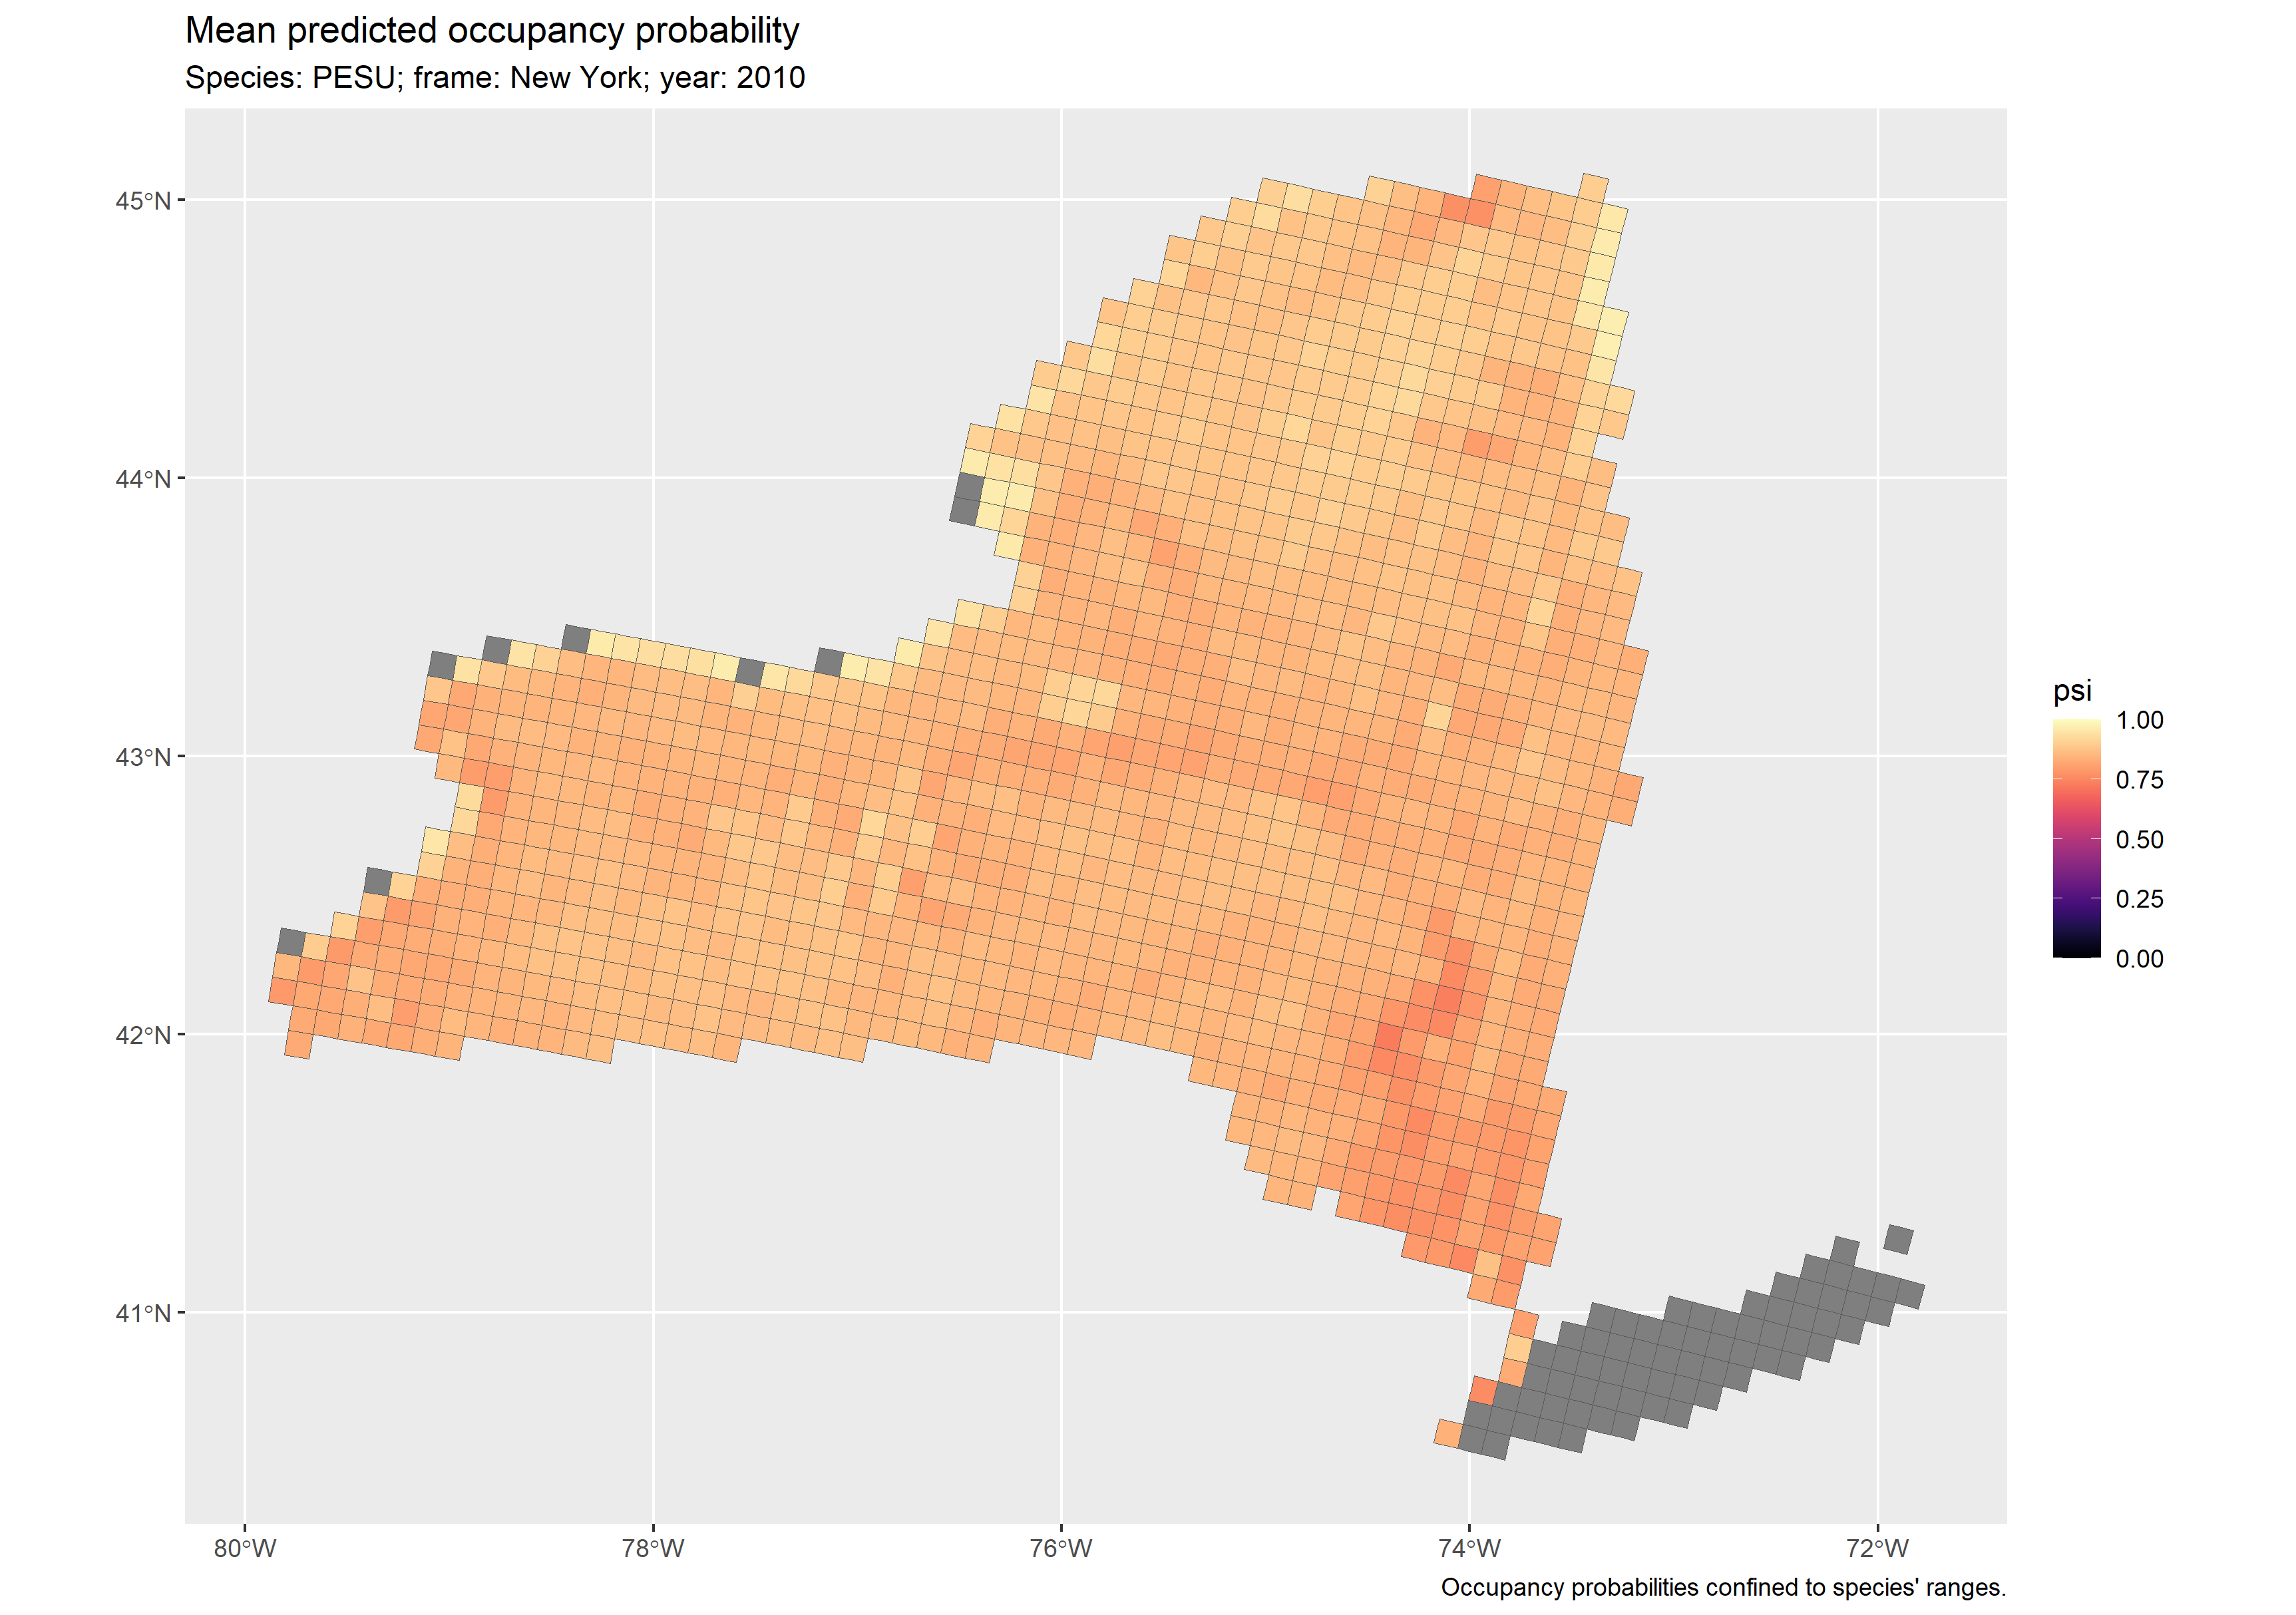 Mean predicted occupancy probability
Species: PESU; frame: New York; year: 2010
45°N
44°N
43°N
42°N
41°N
80°W
78°W
76°W
74°W
72°W
psi
1.00
0.75
0.50
0.25
0.00
Occupancy probabilities confined to species' ranges.